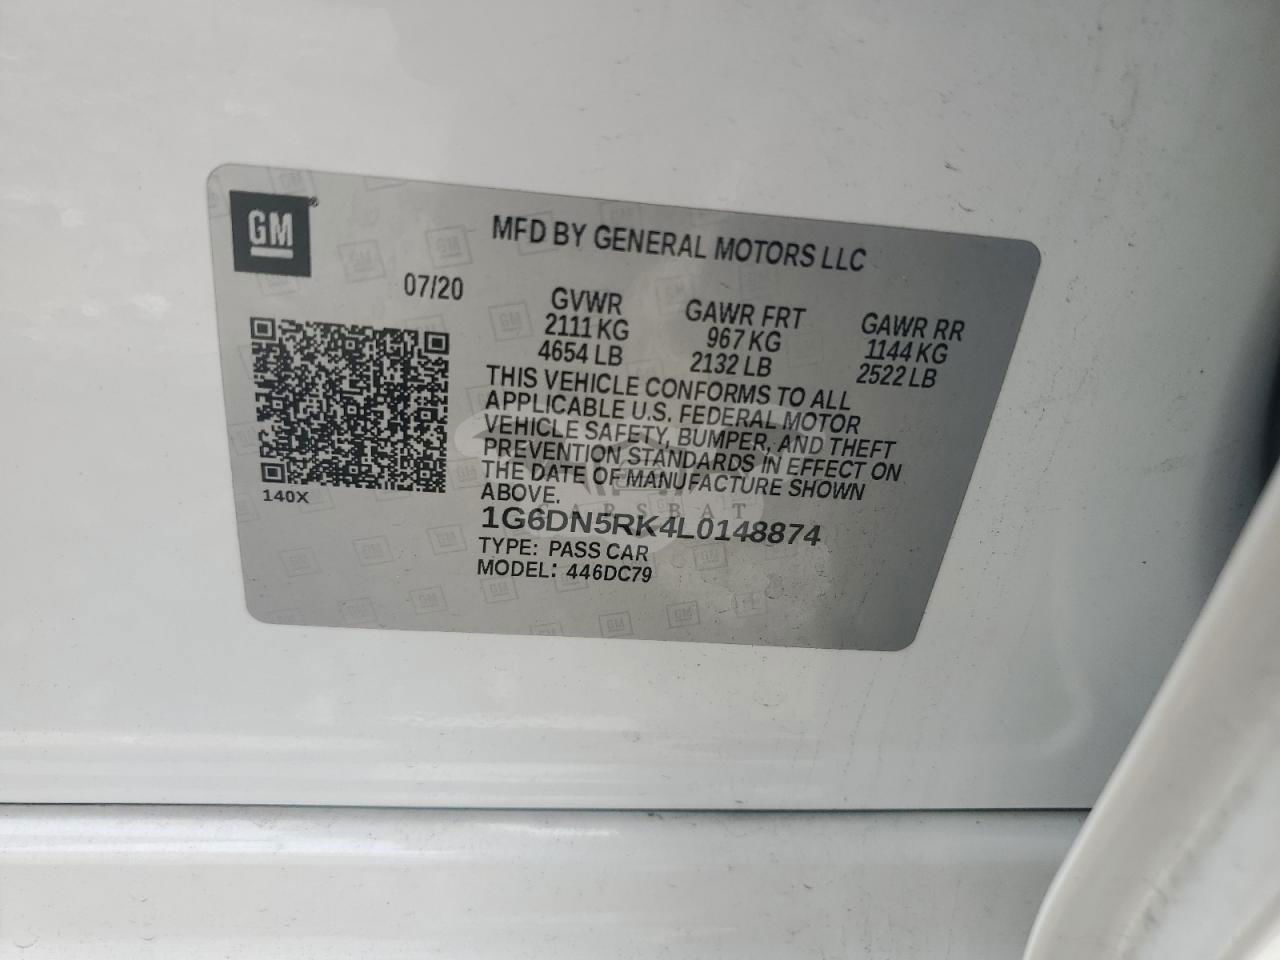 GM
MFD BY GENERAL MOTORS LLC
07/20
GVWR GAWR FRT GAWR RR
2111 KG 967 KG 1144 KG
4654 LB 2132 LB 2522 LB
THIS VEHICLE CONFORMS TO ALL
APPLICABLE U.S. FEDERAL MOTOR
VEHICLE SAFETY, BUMPER, AND THEFT
PREVENTION STANDARDS IN EFFECT ON
THE DATE OF MANUFACTURE SHOWN
ABOVE.
140X
CARSBAT
1G6DN5RK4L0148874
TYPE: PASS CAR
MODEL: 446DC79